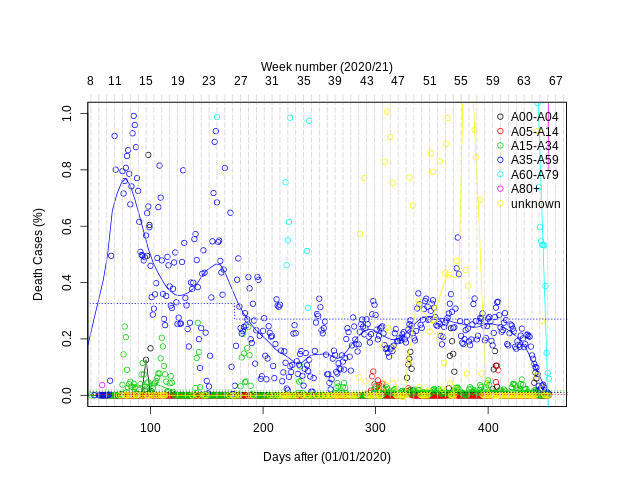 Week number (2020/21)
8 11 15 19 23 27 31 35 39 43 47 51 55 59 63 67
1.0
0.8
0.6
0.4
0.2
0.0
Death Cases (%)
A00-A04
A05-A14
A15-A34
A35-A59
A60-A79
A80+
unknown
100 200 300 400
Days after (01/01/2020)